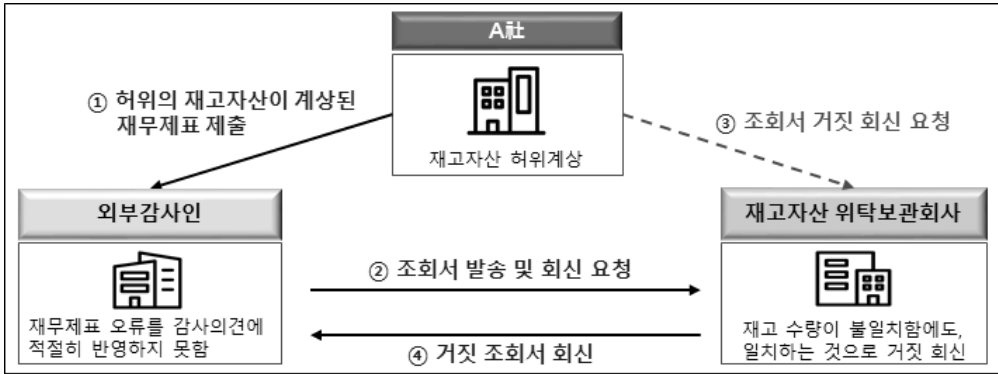 A社
① 허위의 재고자산이 계상된
재무제표 제출
재고자산 허위계상
③ 조회서 거짓 회신 요청
외부감사인
재고자산 위탁보관회사
② 조회서 발송 및 회신 요청
재무제표 오류를 감사의견에
적절히 반영하지 못함
재고 수량이 불일치함에도,
일치하는 것으로 거짓 회신
④ 거짓 조회서 회신